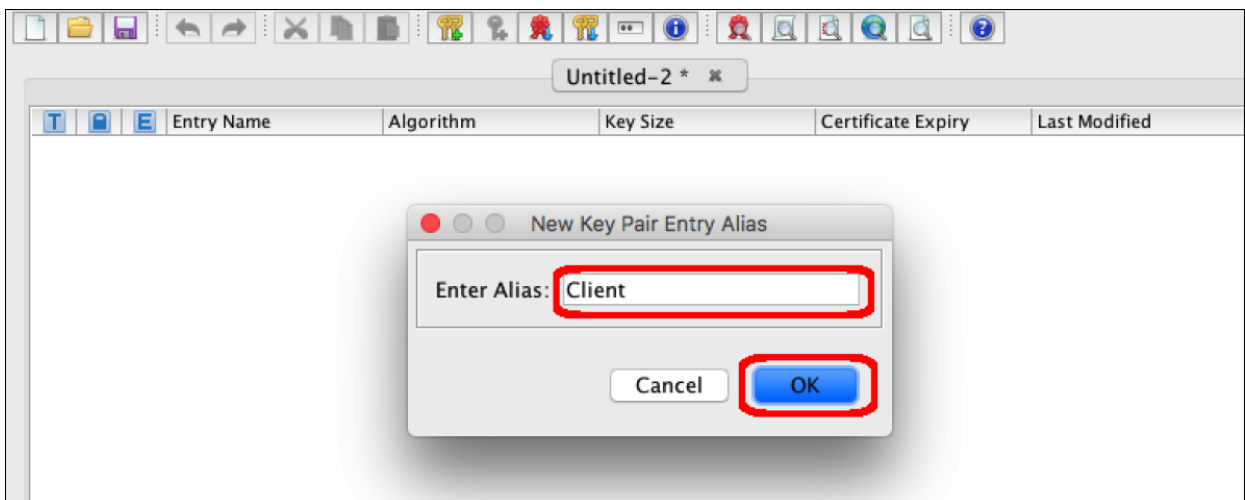 Untitled-2 *
T E Entry Name Algorithm Key Size Certificate Expiry Last Modified
New Key Pair Entry Alias
Enter Alias: Client
Cancel OK